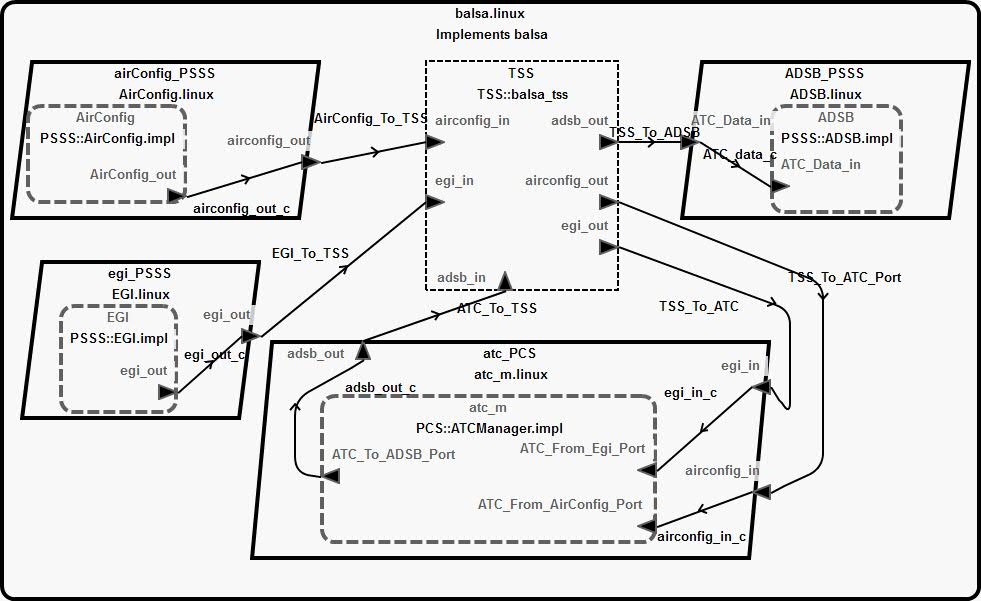 balsa.linux
Implements balsa
airConfig_PSSS
AirConfig.linux
AirConfig
PSSS::AirConfig.impl
AirConfig_out
airconfig_out
airconfig_out_c
AirConfig_To_TSS
TSS
TSS::balsa_tss
airconfig_in
adsb_out
egi_in
airconfig_out
egi_out
adsb_in
TSS_To_ADSB
ADSB_PSSS
ADSB.linux
ATC_Data_in
ADSB
PSSS::ADSB.impl
ATC_data_c
ATC_Data_in
EGI_To_TSS
egi_PSSS
EGI.linux
EGI
PSSS::EGI.impl
egi_out
egi_out
egi_out_c
ATC_To_TSS
TSS_To_ATC
TSS_To_ATC_Port
adsb_out
atc_PCS
atc_m.linux
egi_in
adsb_out_c
egi_in_c
atc_m
PCS::ATCManager.impl
ATC_To_ADSB_Port
ATC_From_Egi_Port
airconfig_in
ATC_From_AirConfig_Port
airconfig_in_c